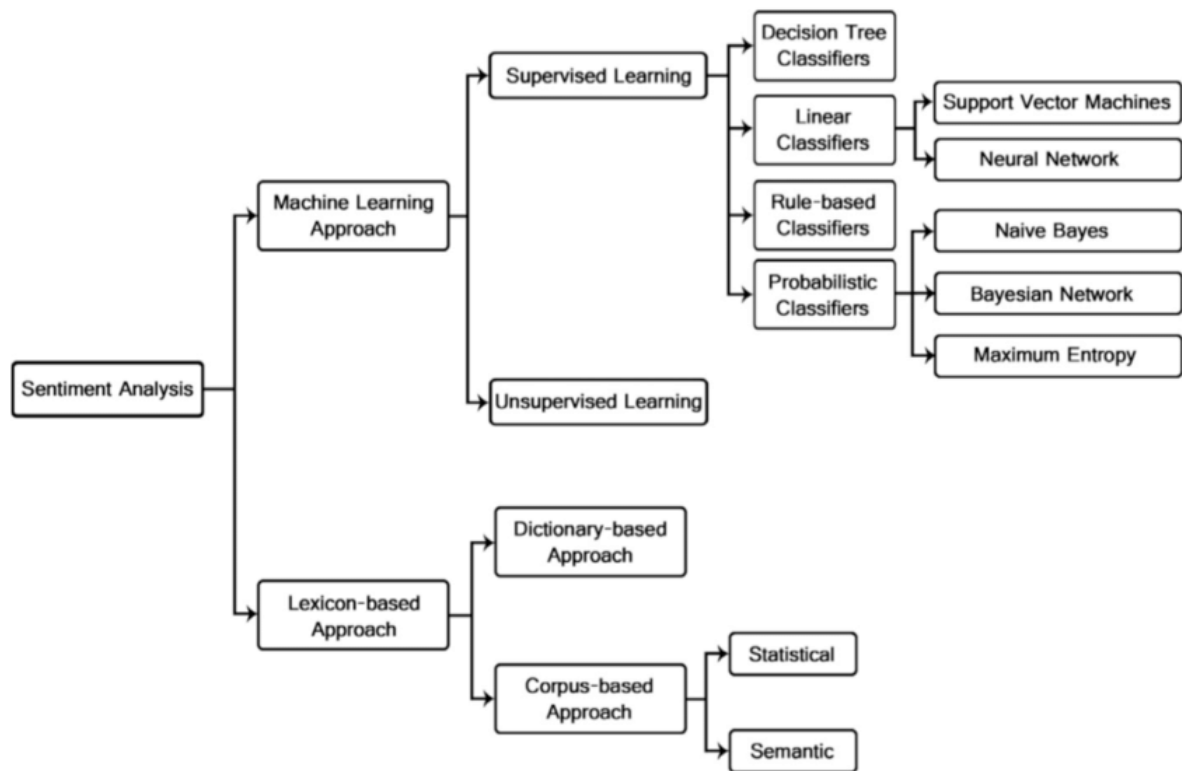 Decision Tree
Classifiers
Supervised Learning
Support Vector Machines
Linear
Classifiers
Neural Network
Machine Learning
Approach
Rule-based
Classifiers
Naive Bayes
Probabilistic
Classifiers
Bayesian Network
Maximum Entropy
Sentiment Analysis
Unsupervised Learning
Dictionary-based
Approach
Lexicon-based
Approach
Statistical
Corpus-based
Approach
Semantic